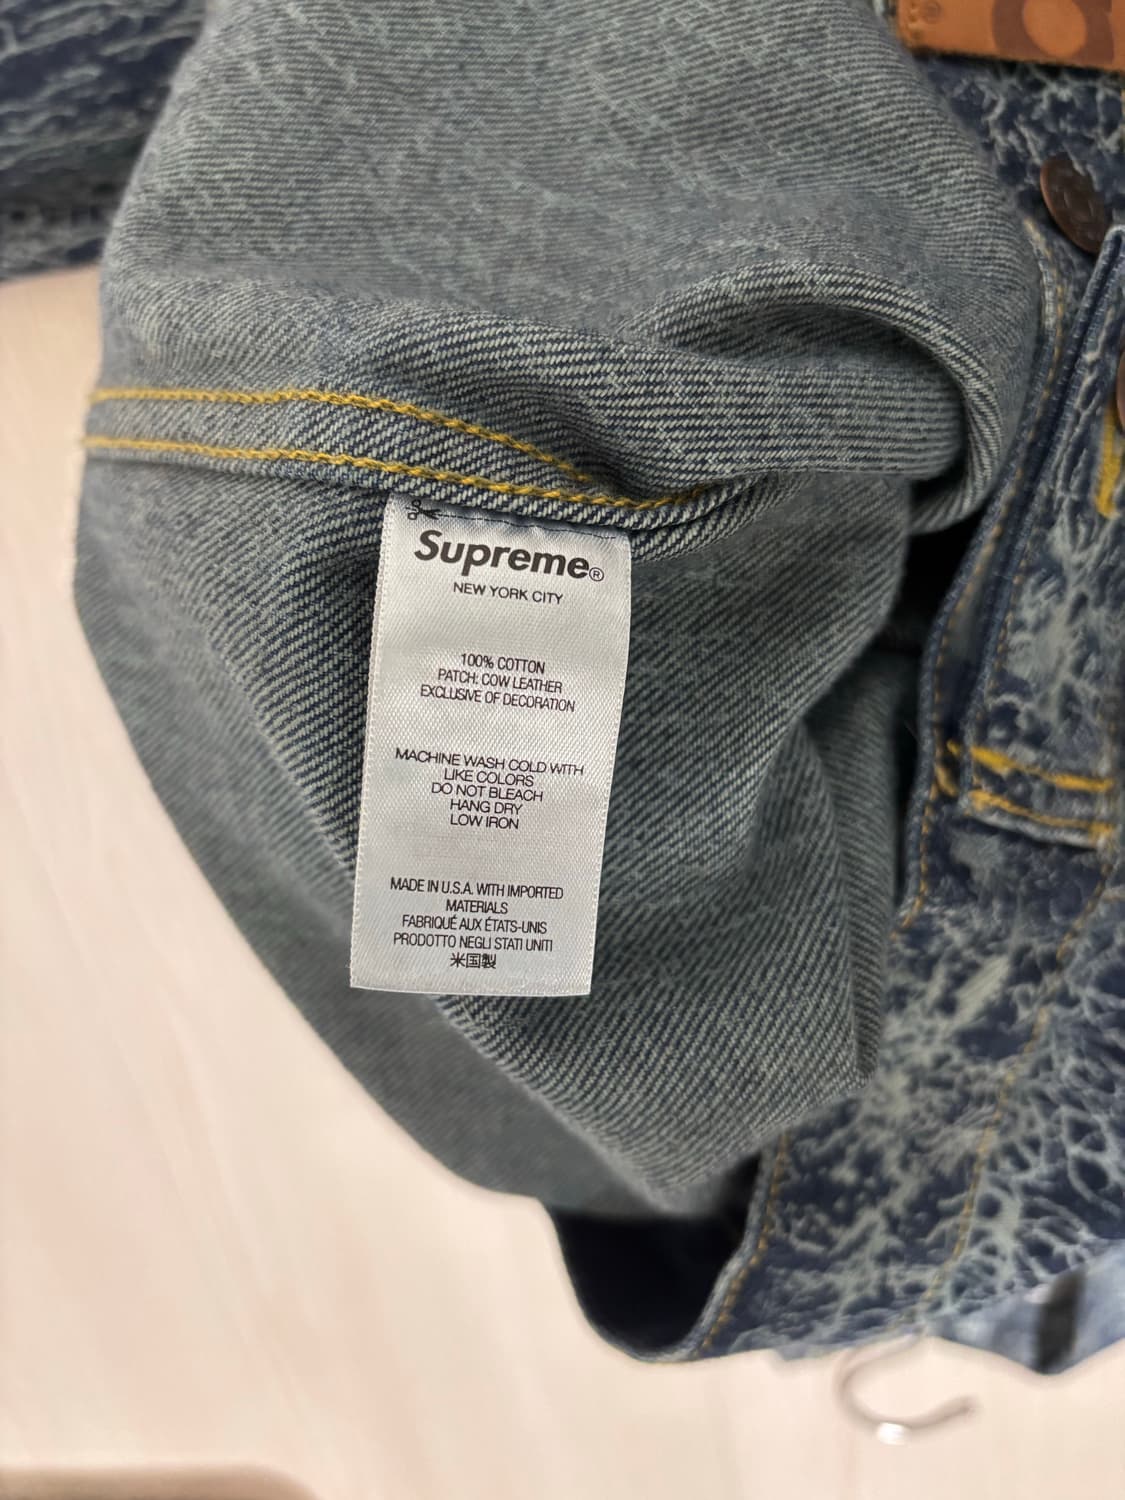 Supreme®
NEW YORK CITY
100% COTTON
PATCH: COW LEATHER
EXCLUSIVE OF DECORATION
MACHINE WASH COLD WITH
LIKE COLORS
DO NOT BLEACH
HANG DRY
LOW IRON
MADE IN U.S.A. WITH IMPORTED
MATERIALS
FABRIQUÉ AUX ÉTATS-UNIS
PRODOTTO NEGLI STATI UNITI
米国製